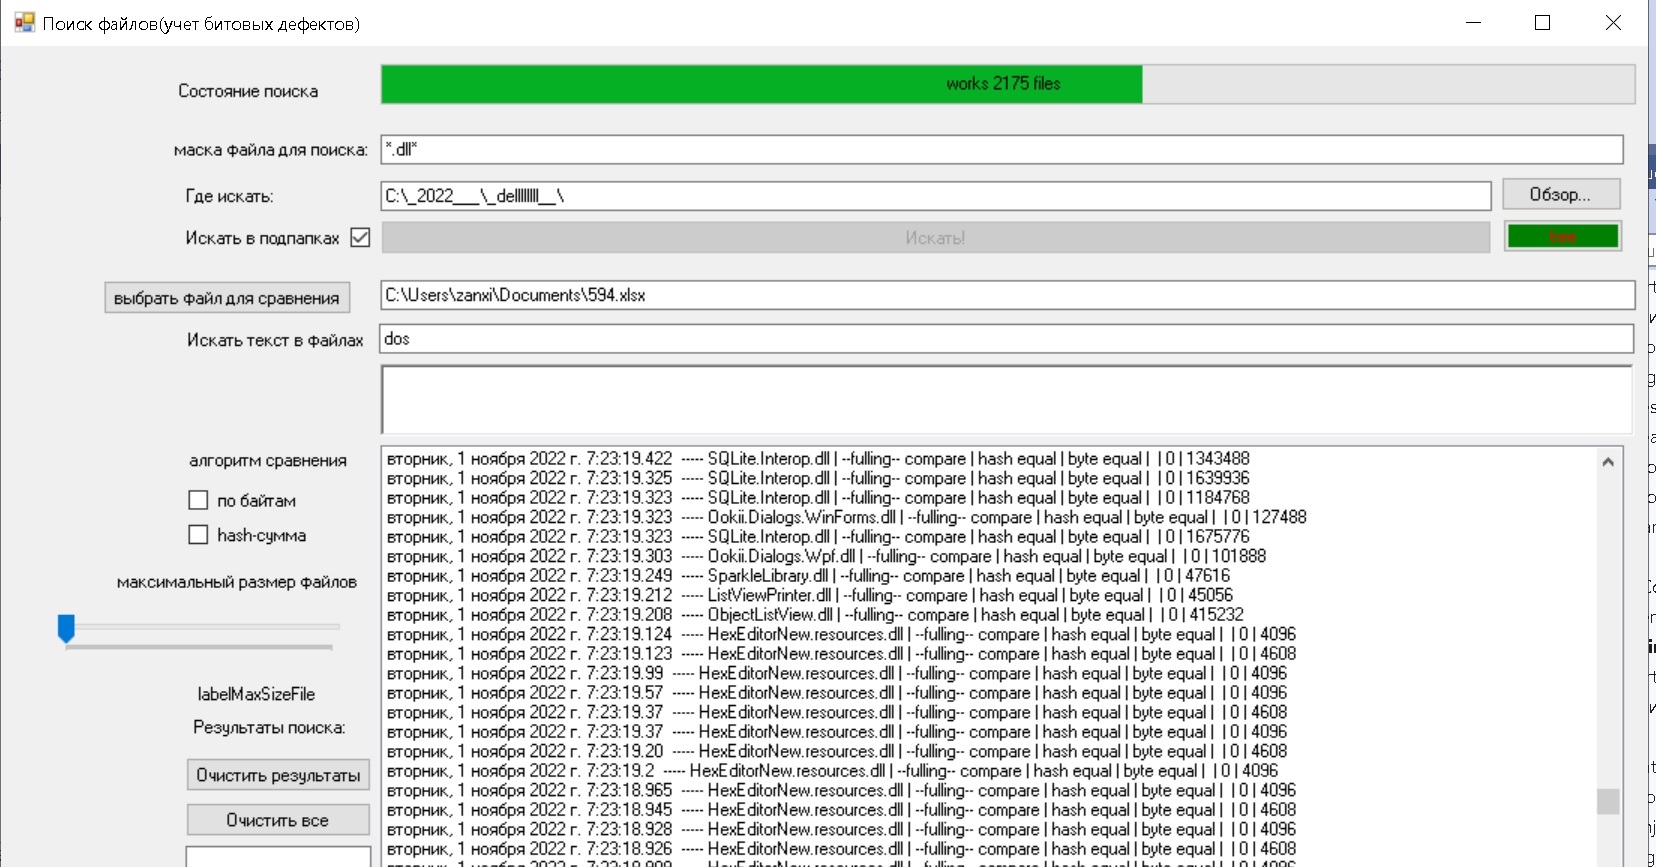 Поиск файлов(учет битовых дефектов)
Состояние поиска
works 2175 files
маска файла для поиска:
*.dll*
Где искать:
Обзор...
Искать в подпапках
Искать!
выбрать файл для сравнения
C:\Users\zanxi\Documents\594.xlsx
Искать текст в файлах
dos
алгоритм сравнения
по байтам
hash-сумма
максимальный размер файлов
labelMaxSizeFile
Результаты поиска:
Очистить результаты
Очистить все
вторник, 1 ноября 2022 г. 7:23:19.422 ----- SQLite.Interop.dll | --fulling-- compare | hash equal | byte equal | | 0 | 1343488
вторник, 1 ноября 2022 г. 7:23:19.325 ----- SQLite.Interop.dll | --fulling-- compare | hash equal | byte equal | | 0 | 1639936
вторник, 1 ноября 2022 г. 7:23:19.323 ----- SQLite.Interop.dll | --fulling-- compare | hash equal | byte equal | | 0 | 1184768
вторник, 1 ноября 2022 г. 7:23:19.323 ----- Ookii.Dialogs.WinForms.dll | --fulling-- compare | hash equal | byte equal | | 0 | 127488
вторник, 1 ноября 2022 г. 7:23:19.323 ----- SQLite.Interop.dll | --fulling-- compare | hash equal | byte equal | | 0 | 1675776
вторник, 1 ноября 2022 г. 7:23:19.303 ----- Ookii.Dialogs.Wpf.dll | --fulling-- compare | hash equal | byte equal | | 0 | 101888
вторник, 1 ноября 2022 г. 7:23:19.249 ----- SparkleLibrary.dll | --fulling-- compare | hash equal | byte equal | | 0 | 47616
вторник, 1 ноября 2022 г. 7:23:19.212 ----- ListViewPrinter.dll | --fulling-- compare | hash equal | byte equal | | 0 | 45056
вторник, 1 ноября 2022 г. 7:23:19.208 ----- ObjectListView.dll | --fulling-- compare | hash equal | byte equal | | 0 | 415232
вторник, 1 ноября 2022 г. 7:23:19.124 ----- HexEditorNew.resources.dll | --fulling-- compare | hash equal | byte equal | | 0 | 4096
вторник, 1 ноября 2022 г. 7:23:19.123 ----- HexEditorNew.resources.dll | --fulling-- compare | hash equal | byte equal | | 0 | 4608
вторник, 1 ноября 2022 г. 7:23:19.99 ----- HexEditorNew.resources.dll | --fulling-- compare | hash equal | byte equal | | 0 | 4096
вторник, 1 ноября 2022 г. 7:23:19.57 ----- HexEditorNew.resources.dll | --fulling-- compare | hash equal | byte equal | | 0 | 4096
вторник, 1 ноября 2022 г. 7:23:19.37 ----- HexEditorNew.resources.dll | --fulling-- compare | hash equal | byte equal | | 0 | 4608
вторник, 1 ноября 2022 г. 7:23:19.37 ----- HexEditorNew.resources.dll | --fulling-- compare | hash equal | byte equal | | 0 | 4096
вторник, 1 ноября 2022 г. 7:23:19.20 ----- HexEditorNew.resources.dll | --fulling-- compare | hash equal | byte equal | | 0 | 4608
вторник, 1 ноября 2022 г. 7:23:19.2 ----- HexEditorNew.resources.dll | --fulling-- compare | hash equal | byte equal | | 0 | 4096
вторник, 1 ноября 2022 г. 7:23:18.965 ----- HexEditorNew.resources.dll | --fulling-- compare | hash equal | byte equal | | 0 | 4096
вторник, 1 ноября 2022 г. 7:23:18.945 ----- HexEditorNew.resources.dll | --fulling-- compare | hash equal | byte equal | | 0 | 4608
вторник, 1 ноября 2022 г. 7:23:18.928 ----- HexEditorNew.resources.dll | --fulling-- compare | hash equal | byte equal | | 0 | 4096
вторник, 1 ноября 2022 г. 7:23:18.926 ----- HexEditorNew.resources.dll | --fulling-- compare | hash equal | byte equal | | 0 | 4608